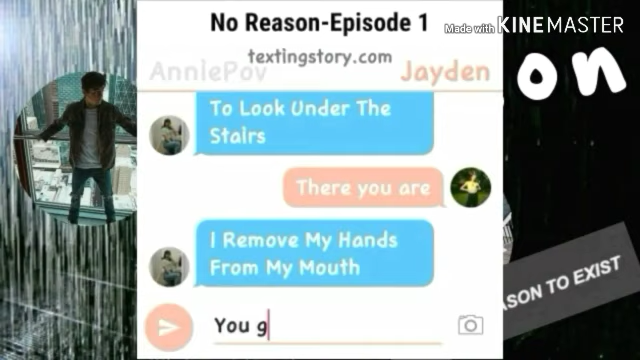 No Reason-Episode 1
Made with KINEMASTER
textingstory.com
AnniePov
Jayden
on
To Look Under The
Stairs
There you are
I Remove My Hands
From My Mouth
SON TO EXIST
You g